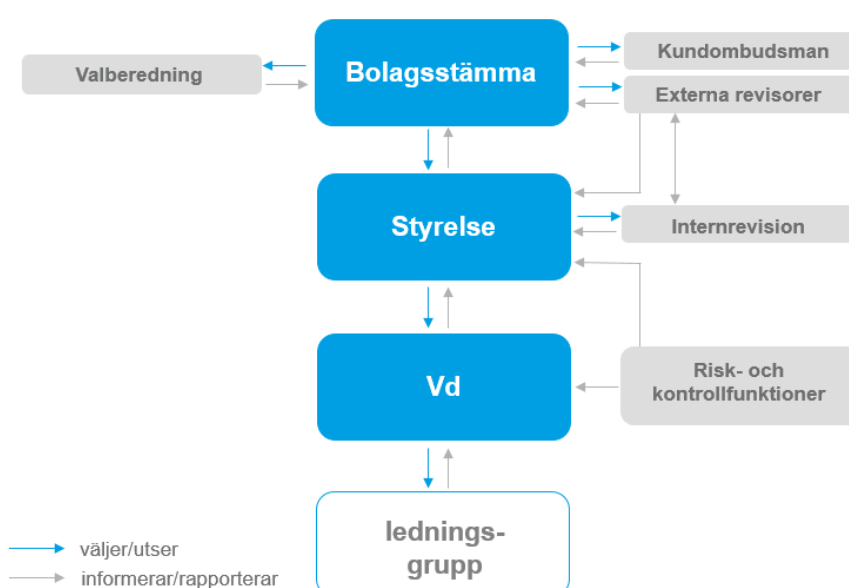 Bolagsstämma
Valberedning
Kundombudsman
Externa revisorer
Styrelse
Internrevision
Vd
Risk- och
kontrollfunktioner
lednings-
grupp
väljer/utser
informerar/rapporterar